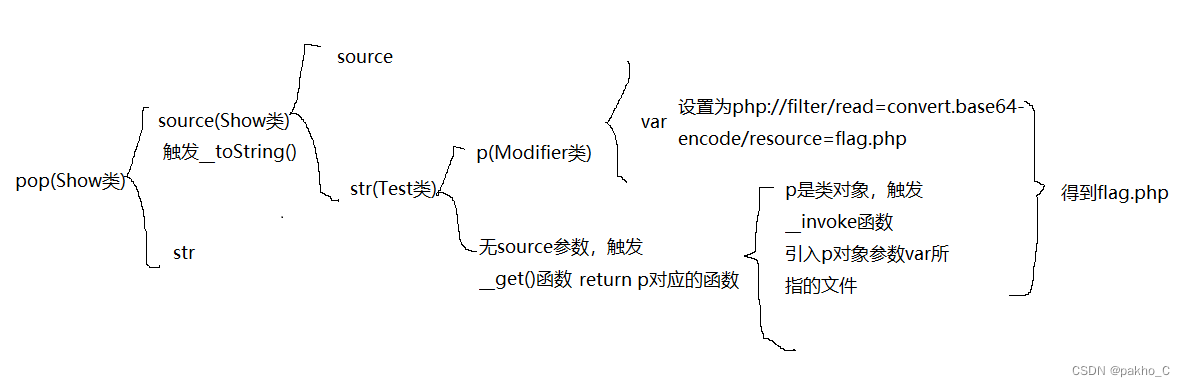 source
source(Show类)
触发__toString()
pop(Show类)
str
str(Test类)
p(Modifier类)
var
设置为php://filter/read=convert.base64-
encode/resource=flag.php
无source参数，触发
__get()函数 return p对应的函数
p是类对象，触发
__invoke函数
引入p对象参数var所
指的文件
得到flag.php
CSDN @pakho_C